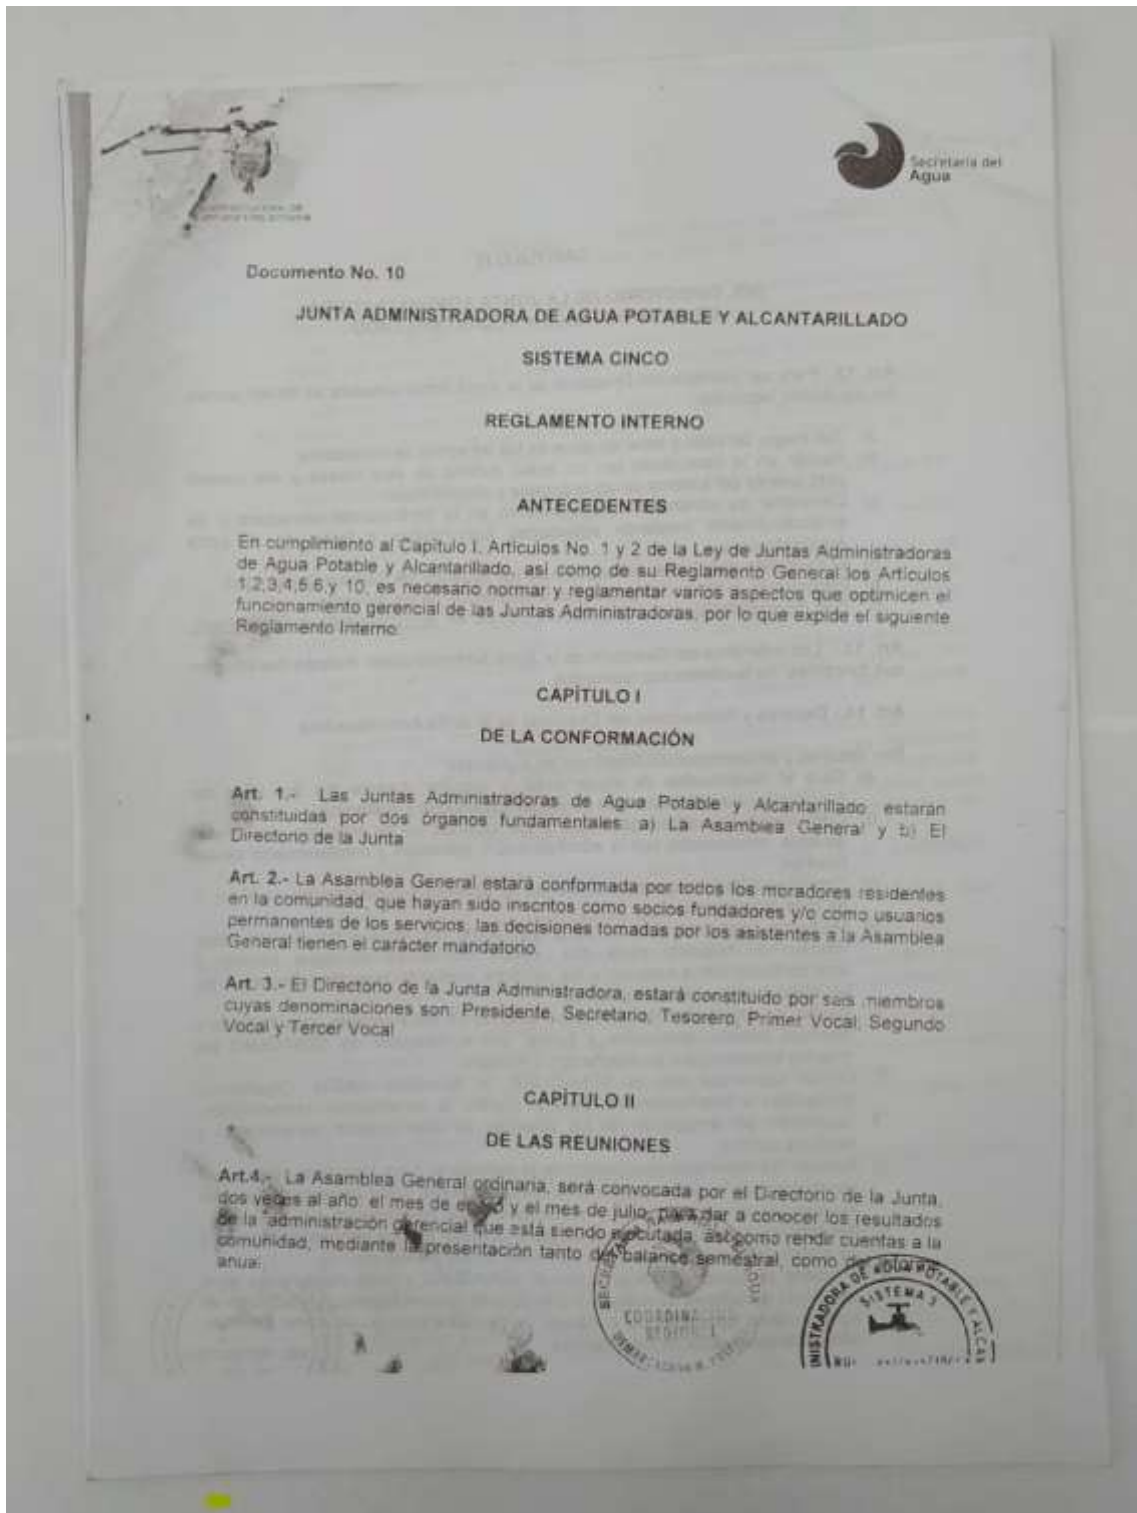 Secretaría del
Agua
Documento No. 10
JUNTA ADMINISTRADORA DE AGUA POTABLE Y ALCANTARILLADO
SISTEMA CINCO
REGLAMENTO INTERNO
ANTECEDENTES
En cumplimiento al Capítulo I, Artículos No. 1 y 2 de la Ley de Juntas Administradoras
de Agua Potable y Alcantarillado, así como de su Reglamento General los Artículos
1,2,3,4,5,6,y 10, es necesario normar y reglamentar varios aspectos que optimicen el
funcionamiento gerencial de las Juntas Administradoras, por lo que expide el siguiente
Reglamento Interno:
CAPÍTULO I
DE LA CONFORMACIÓN
Art. 1.- Las Juntas Administradoras de Agua Potable y Alcantarillado estarán
constituidas por dos órganos fundamentales: a) La Asamblea General y b) El
Directorio de la Junta
Art. 2.- La Asamblea General estará conformada por todos los moradores residentes
en la comunidad, que hayan sido inscritos como socios fundadores y/o como usuarios
permanentes de los servicios, las decisiones tomadas por los asistentes a la Asamblea
General tienen el carácter mandatorio.
Art. 3.- El Directorio de la Junta Administradora, estará constituido por seis miembros
cuyas denominaciones son: Presidente, Secretario, Tesorero, Primer Vocal, Segundo
Vocal y Tercer Vocal
CAPÍTULO II
DE LAS REUNIONES
Art.4.- La Asamblea General ordinaria, será convocada por el Directorio de la Junta,
dos veces al año: el mes de enero y el mes de julio, para dar a conocer los resultados
de la administración gerencial que está siendo ejecutada, así como rendir cuentas a la
comunidad, mediante la presentación tanto del balance semestral, como del informe
anual.
COORDINACIÓN
NISTRADORA DE AGUA POTABLE Y ALCAN
SISTEMA 5